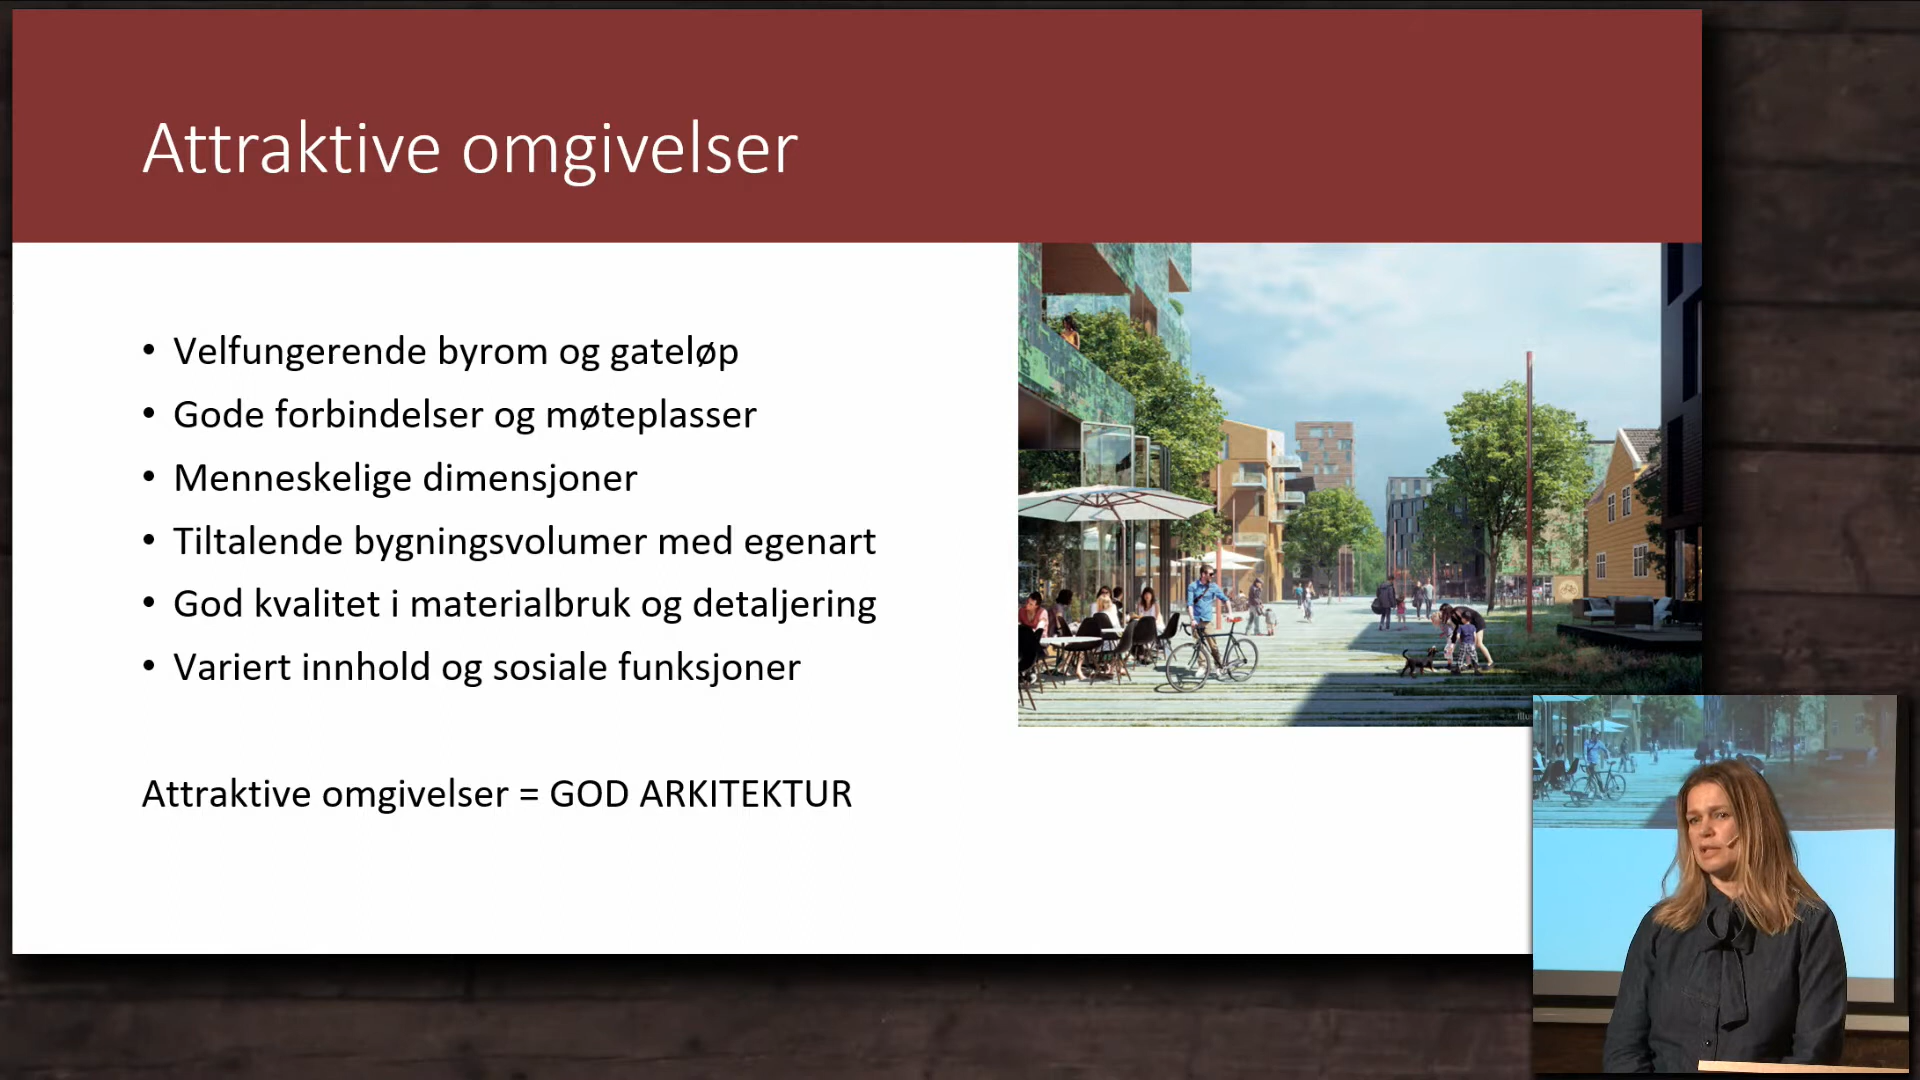 Attraktive omgivelser
• Velfungerende byrom og gateløp
• Gode forbindelser og møteplasser
• Menneskelige dimensjoner
• Tiltalende bygningsvolumer med egenart
• God kvalitet i materialbruk og detaljering
• Variert innhold og sosiale funksjoner
Attraktive omgivelser = GOD ARKITEKTUR